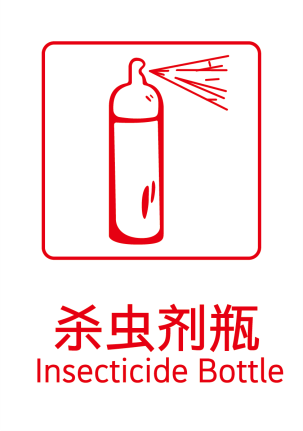 杀虫剂瓶
Insecticide Bottle